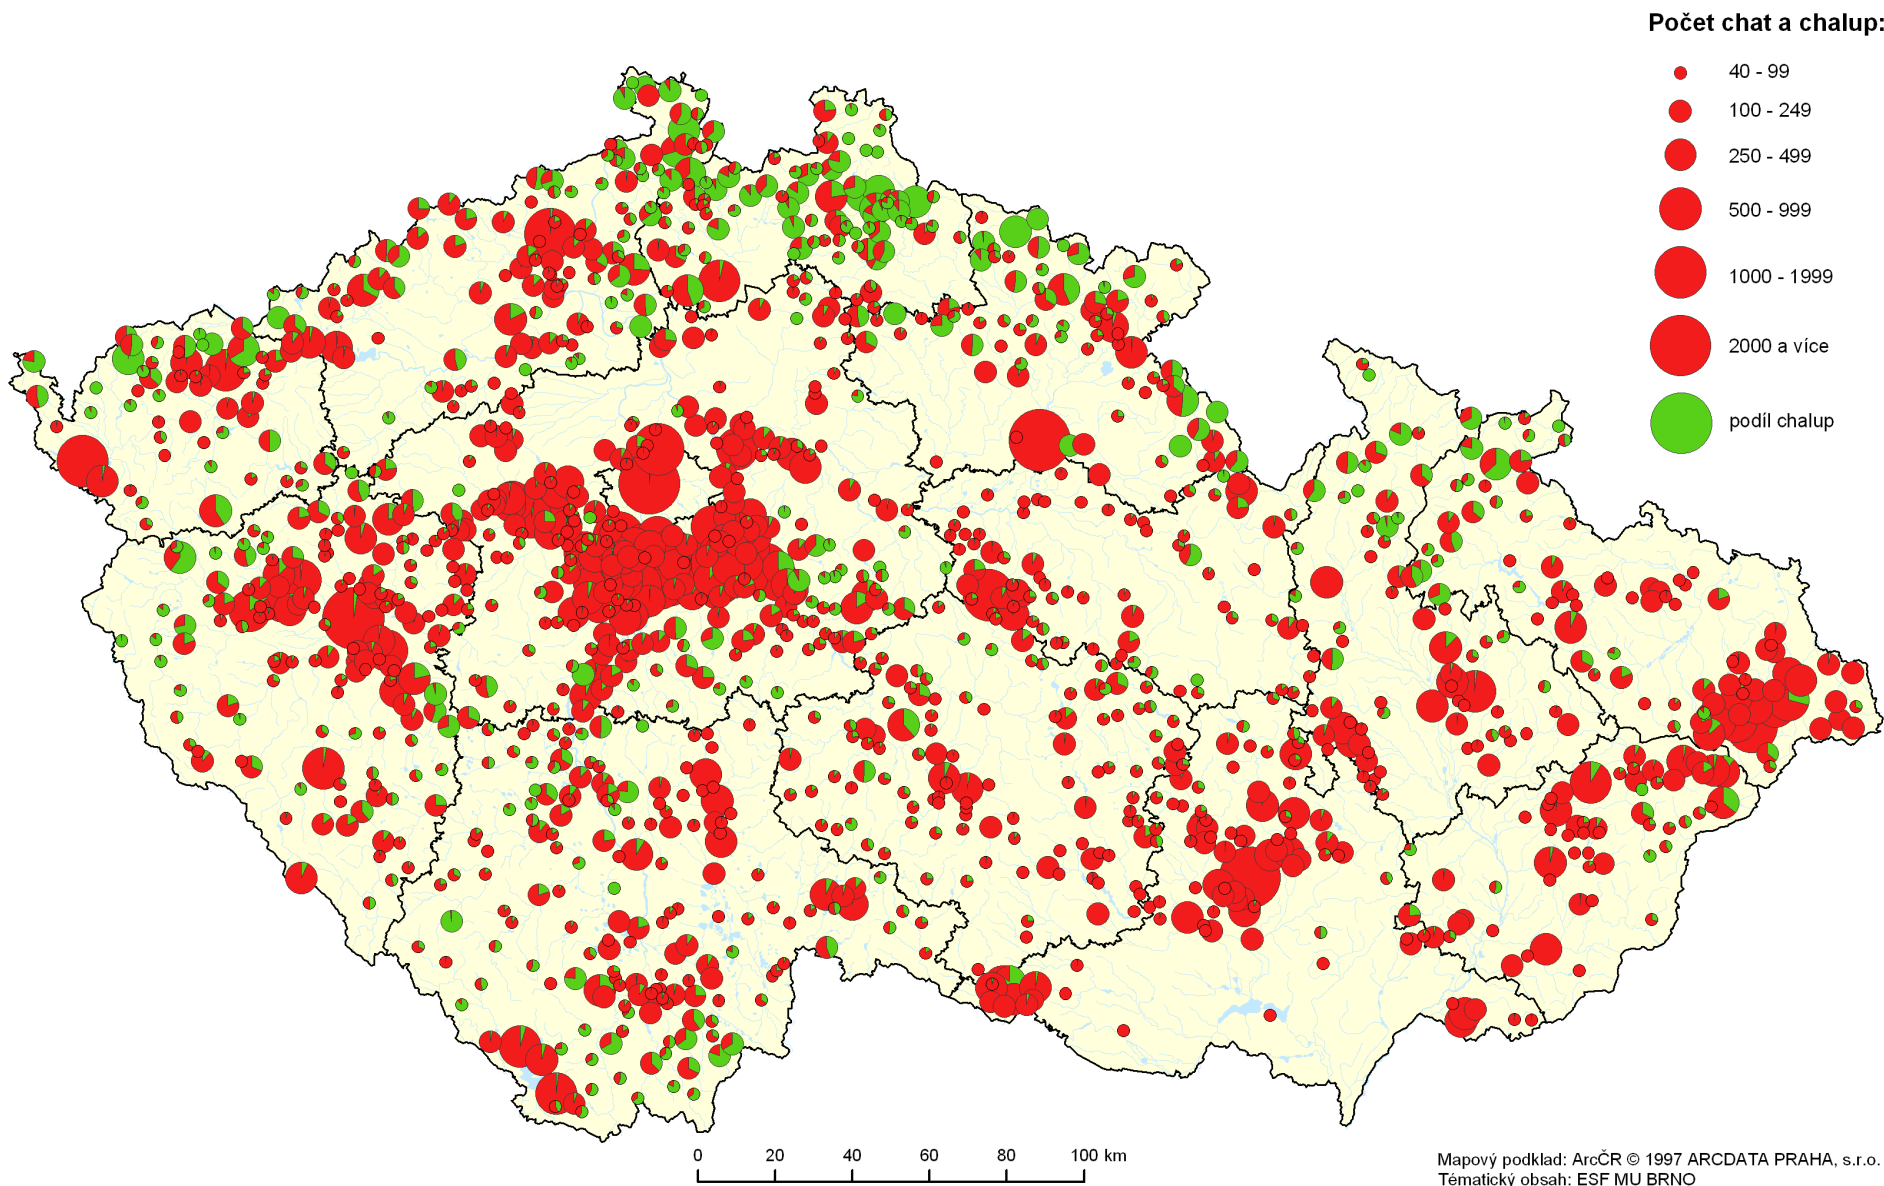 Počet chat a chalup:
40 - 99
100 - 249
250 - 499
500 - 999
1000 - 1999
2000 a více
podíl chalup
0 20 40 60 80 100 km
Mapový podklad: ArcČR © 1997 ARCDATA PRAHA, s.r.o.
Tématický obsah: ESF MU BRNO